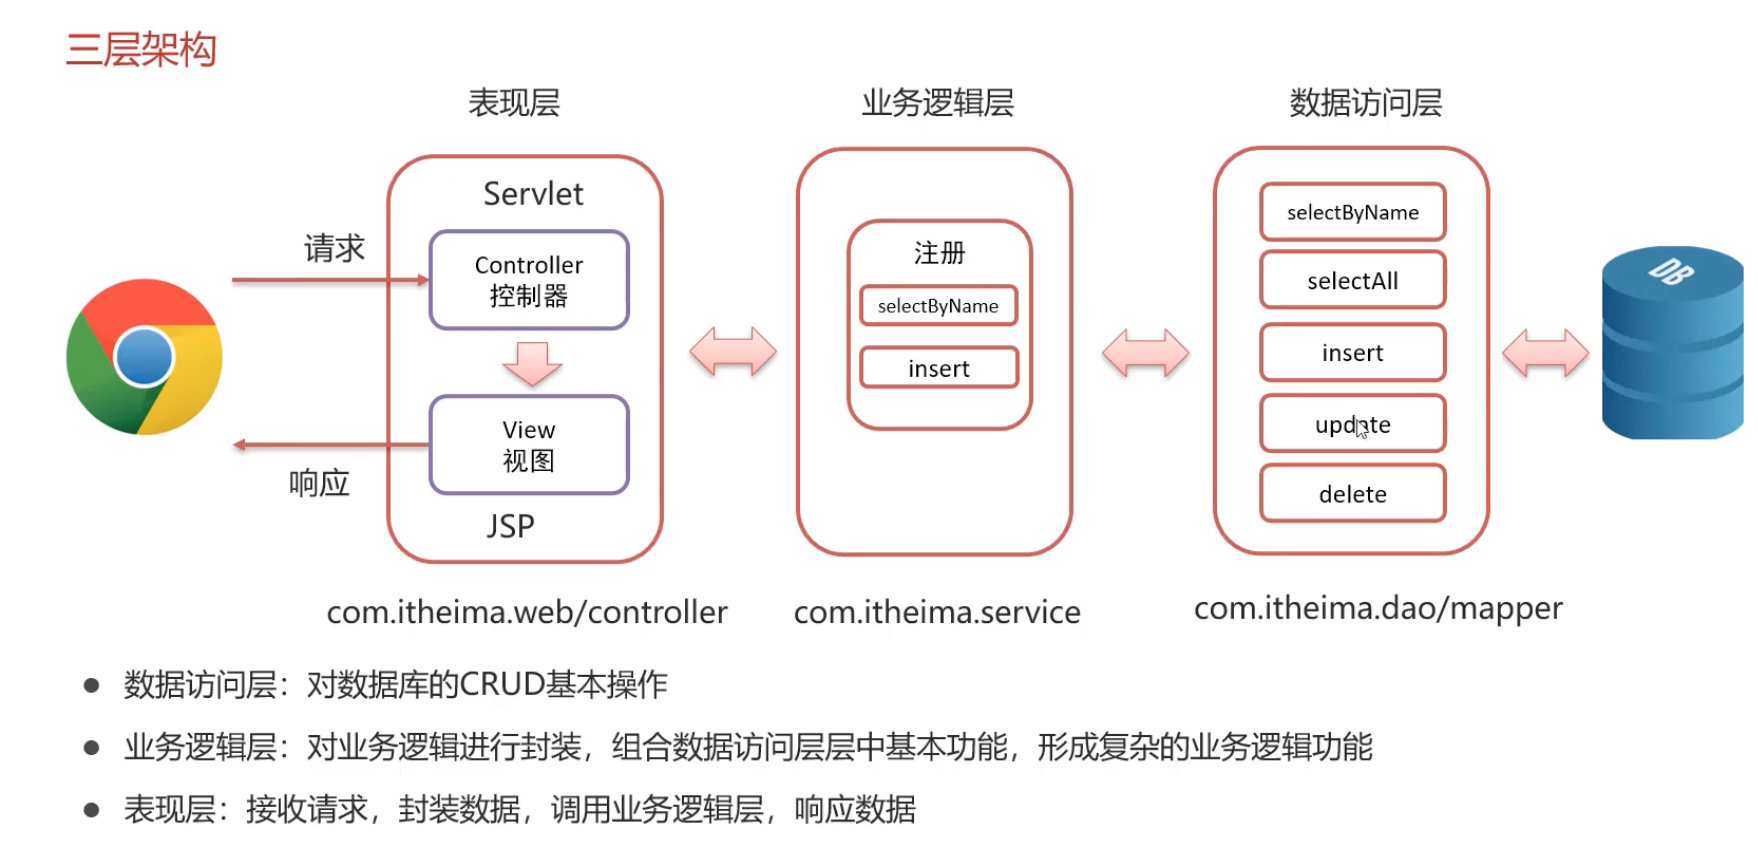 三层架构
表现层
业务逻辑层
数据访问层
Servlet
请求
Controller
控制器
View
视图
响应
JSP
注册
selectByName
insert
selectByName
selectAll
insert
update
delete
DB
com.itheima.web/controller
com.itheima.service
com.itheima.dao/mapper
● 数据访问层：对数据库的CRUD基本操作
● 业务逻辑层：对业务逻辑进行封装，组合数据访问层层中基本功能，形成复杂的业务逻辑功能
● 表现层：接收请求，封装数据，调用业务逻辑层，响应数据